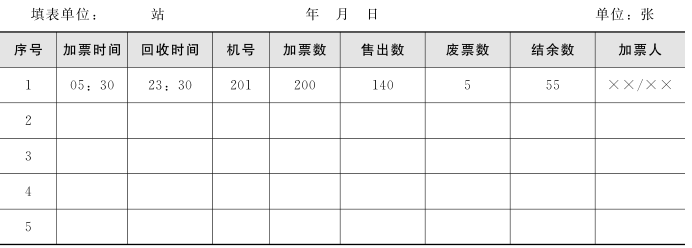 填表单位： 站 年 月 日 单位：张
序号 加票时间 回收时间 机号 加票数 售出数 废票数 结余数 加票人
1 05：30 23：30 201 200 140 5 55 ××/××
2
3
4
5